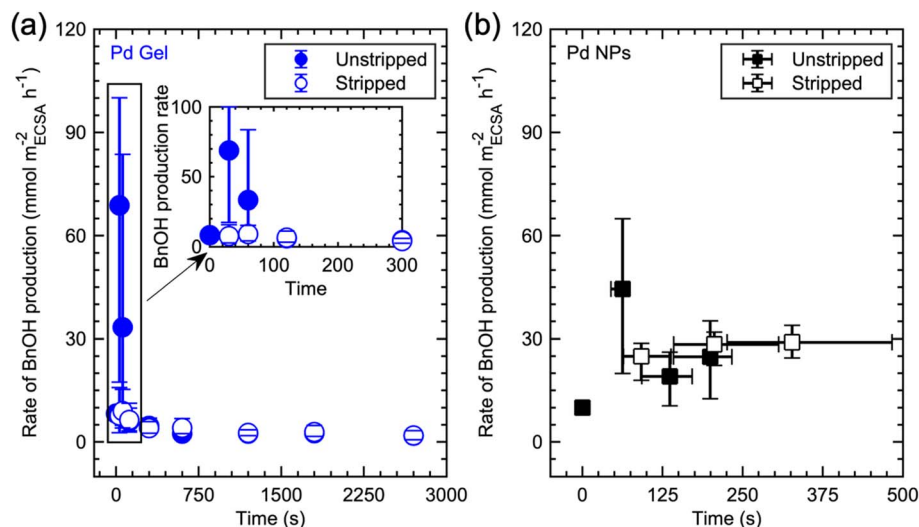 (a)
Rate of BnOH production (mmol m⁻²ECSA h⁻¹)
120
90
60
30
0
Pd Gel
Unstripped
Stripped
BnOH production rate
100
50
0
0 100 200 300
Time
0 750 1500 2250 3000
Time (s)
(b)
Rate of BnOH production (mmol m⁻²ECSA h⁻¹)
120
90
60
30
0
Pd NPs
Unstripped
Stripped
0 125 250 375 500
Time (s)